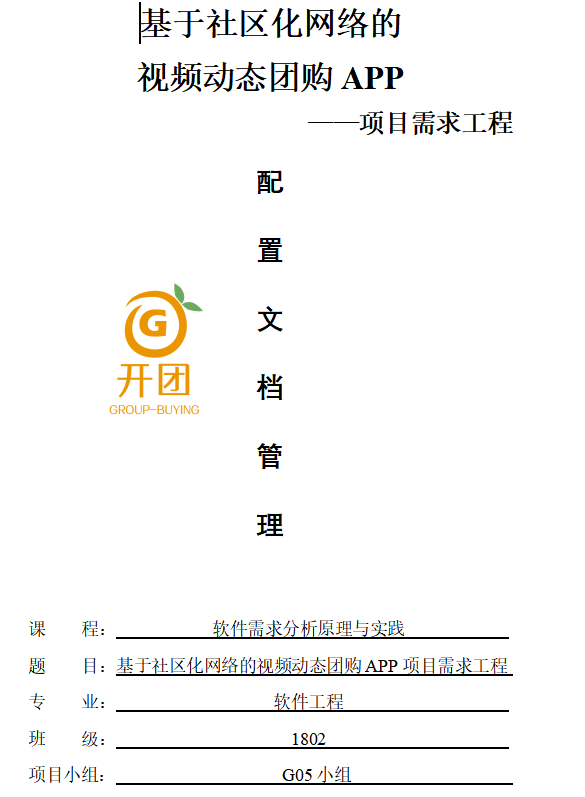 基于社区化网络的
视频动态团购 APP
——项目需求工程
配
置
文
档
管
理
G
开团
GROUP-BUYING
课 程：软件需求分析原理与实践
题 目：基于社区化网络的视频动态团购 APP 项目需求工程
专 业：软件工程
班 级：1802
项目小组：G05 小组